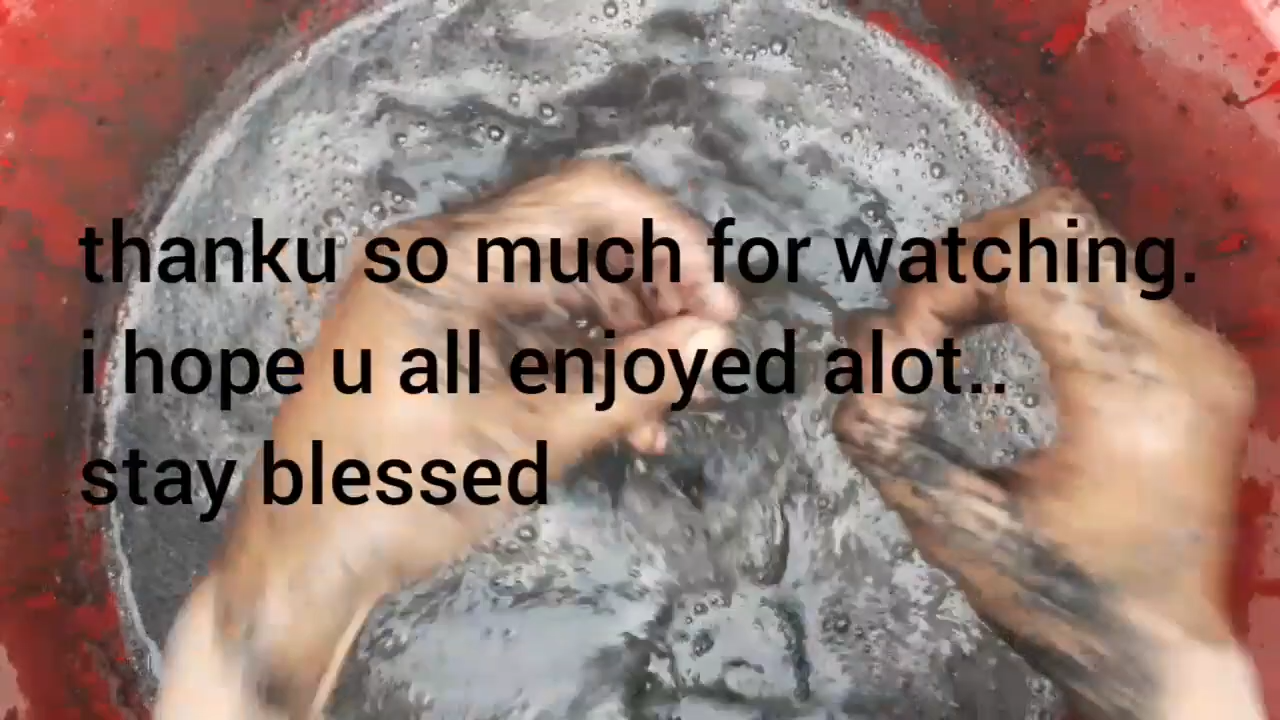 thanku so much for watching.
i hope u all enjoyed alot..
stay blessed